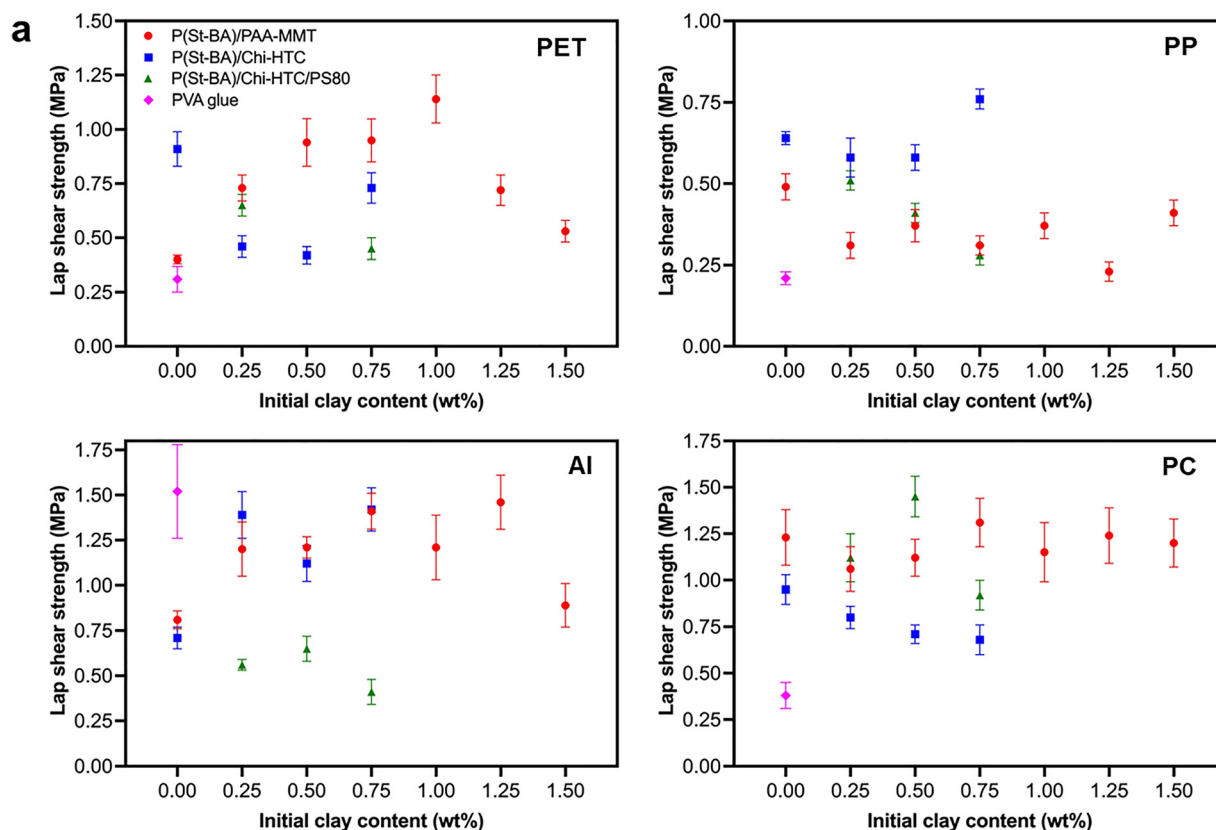 a
PET
P(St-BA)/PAA-MMT
P(St-BA)/Chi-HTC
P(St-BA)/Chi-HTC/PS80
PVA glue
Lap shear strength (MPa)
1.50
1.25
1.00
0.75
0.50
0.25
0.00
0.00 0.25 0.50 0.75 1.00 1.25 1.50
Initial clay content (wt%)
PP
Lap shear strength (MPa)
1.00
0.75
0.50
0.25
0.00
0.00 0.25 0.50 0.75 1.00 1.25 1.50
Initial clay content (wt%)
Al
Lap shear strength (MPa)
1.75
1.50
1.25
1.00
0.75
0.50
0.25
0.00
0.00 0.25 0.50 0.75 1.00 1.25 1.50
Initial clay content (wt%)
PC
Lap shear strength (MPa)
1.75
1.50
1.25
1.00
0.75
0.50
0.25
0.00
0.00 0.25 0.50 0.75 1.00 1.25 1.50
Initial clay content (wt%)